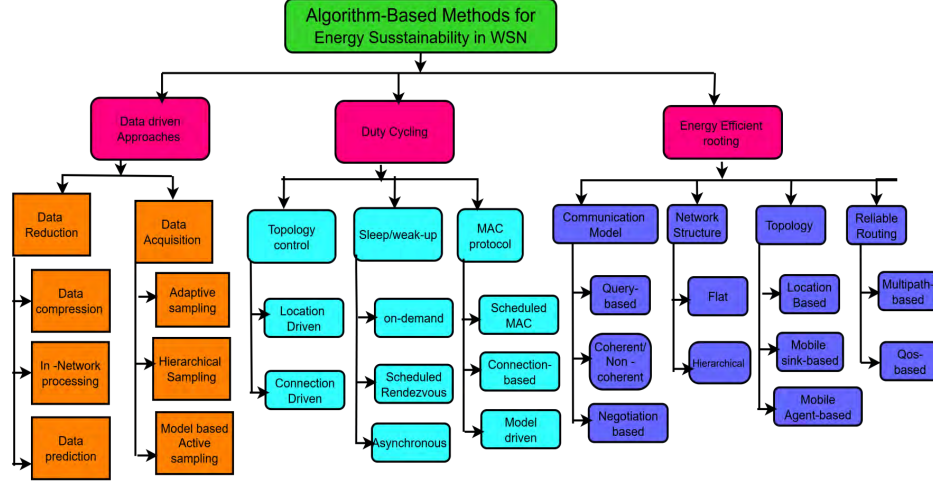 Algorithm-Based Methods for
Energy Susstainability in WSN
Data driven
Approaches
Duty Cycling
Energy Efficient
rooting
Data
Reduction
Data
Acquisition
Topology
control
Sleep/weak-up
MAC
protocol
Communication
Model
Network
Structure
Topology
Reliable
Routing
Data
compression
In -Network
processing
Data
prediction
Adaptive
sampling
Hierarchical
Sampling
Model based
Active
sampling
Location
Driven
Connection
Driven
on-demand
Scheduled
Rendezvous
Asynchronous
Scheduled
MAC
Connection-
based
Model
driven
Query-
based
Coherent/
Non -
coherent
Negotiation
based
Flat
Hierarchical
Location
Based
Mobile
sink-based
Mobile
Agent-based
Multipath-
based
Qos-
based